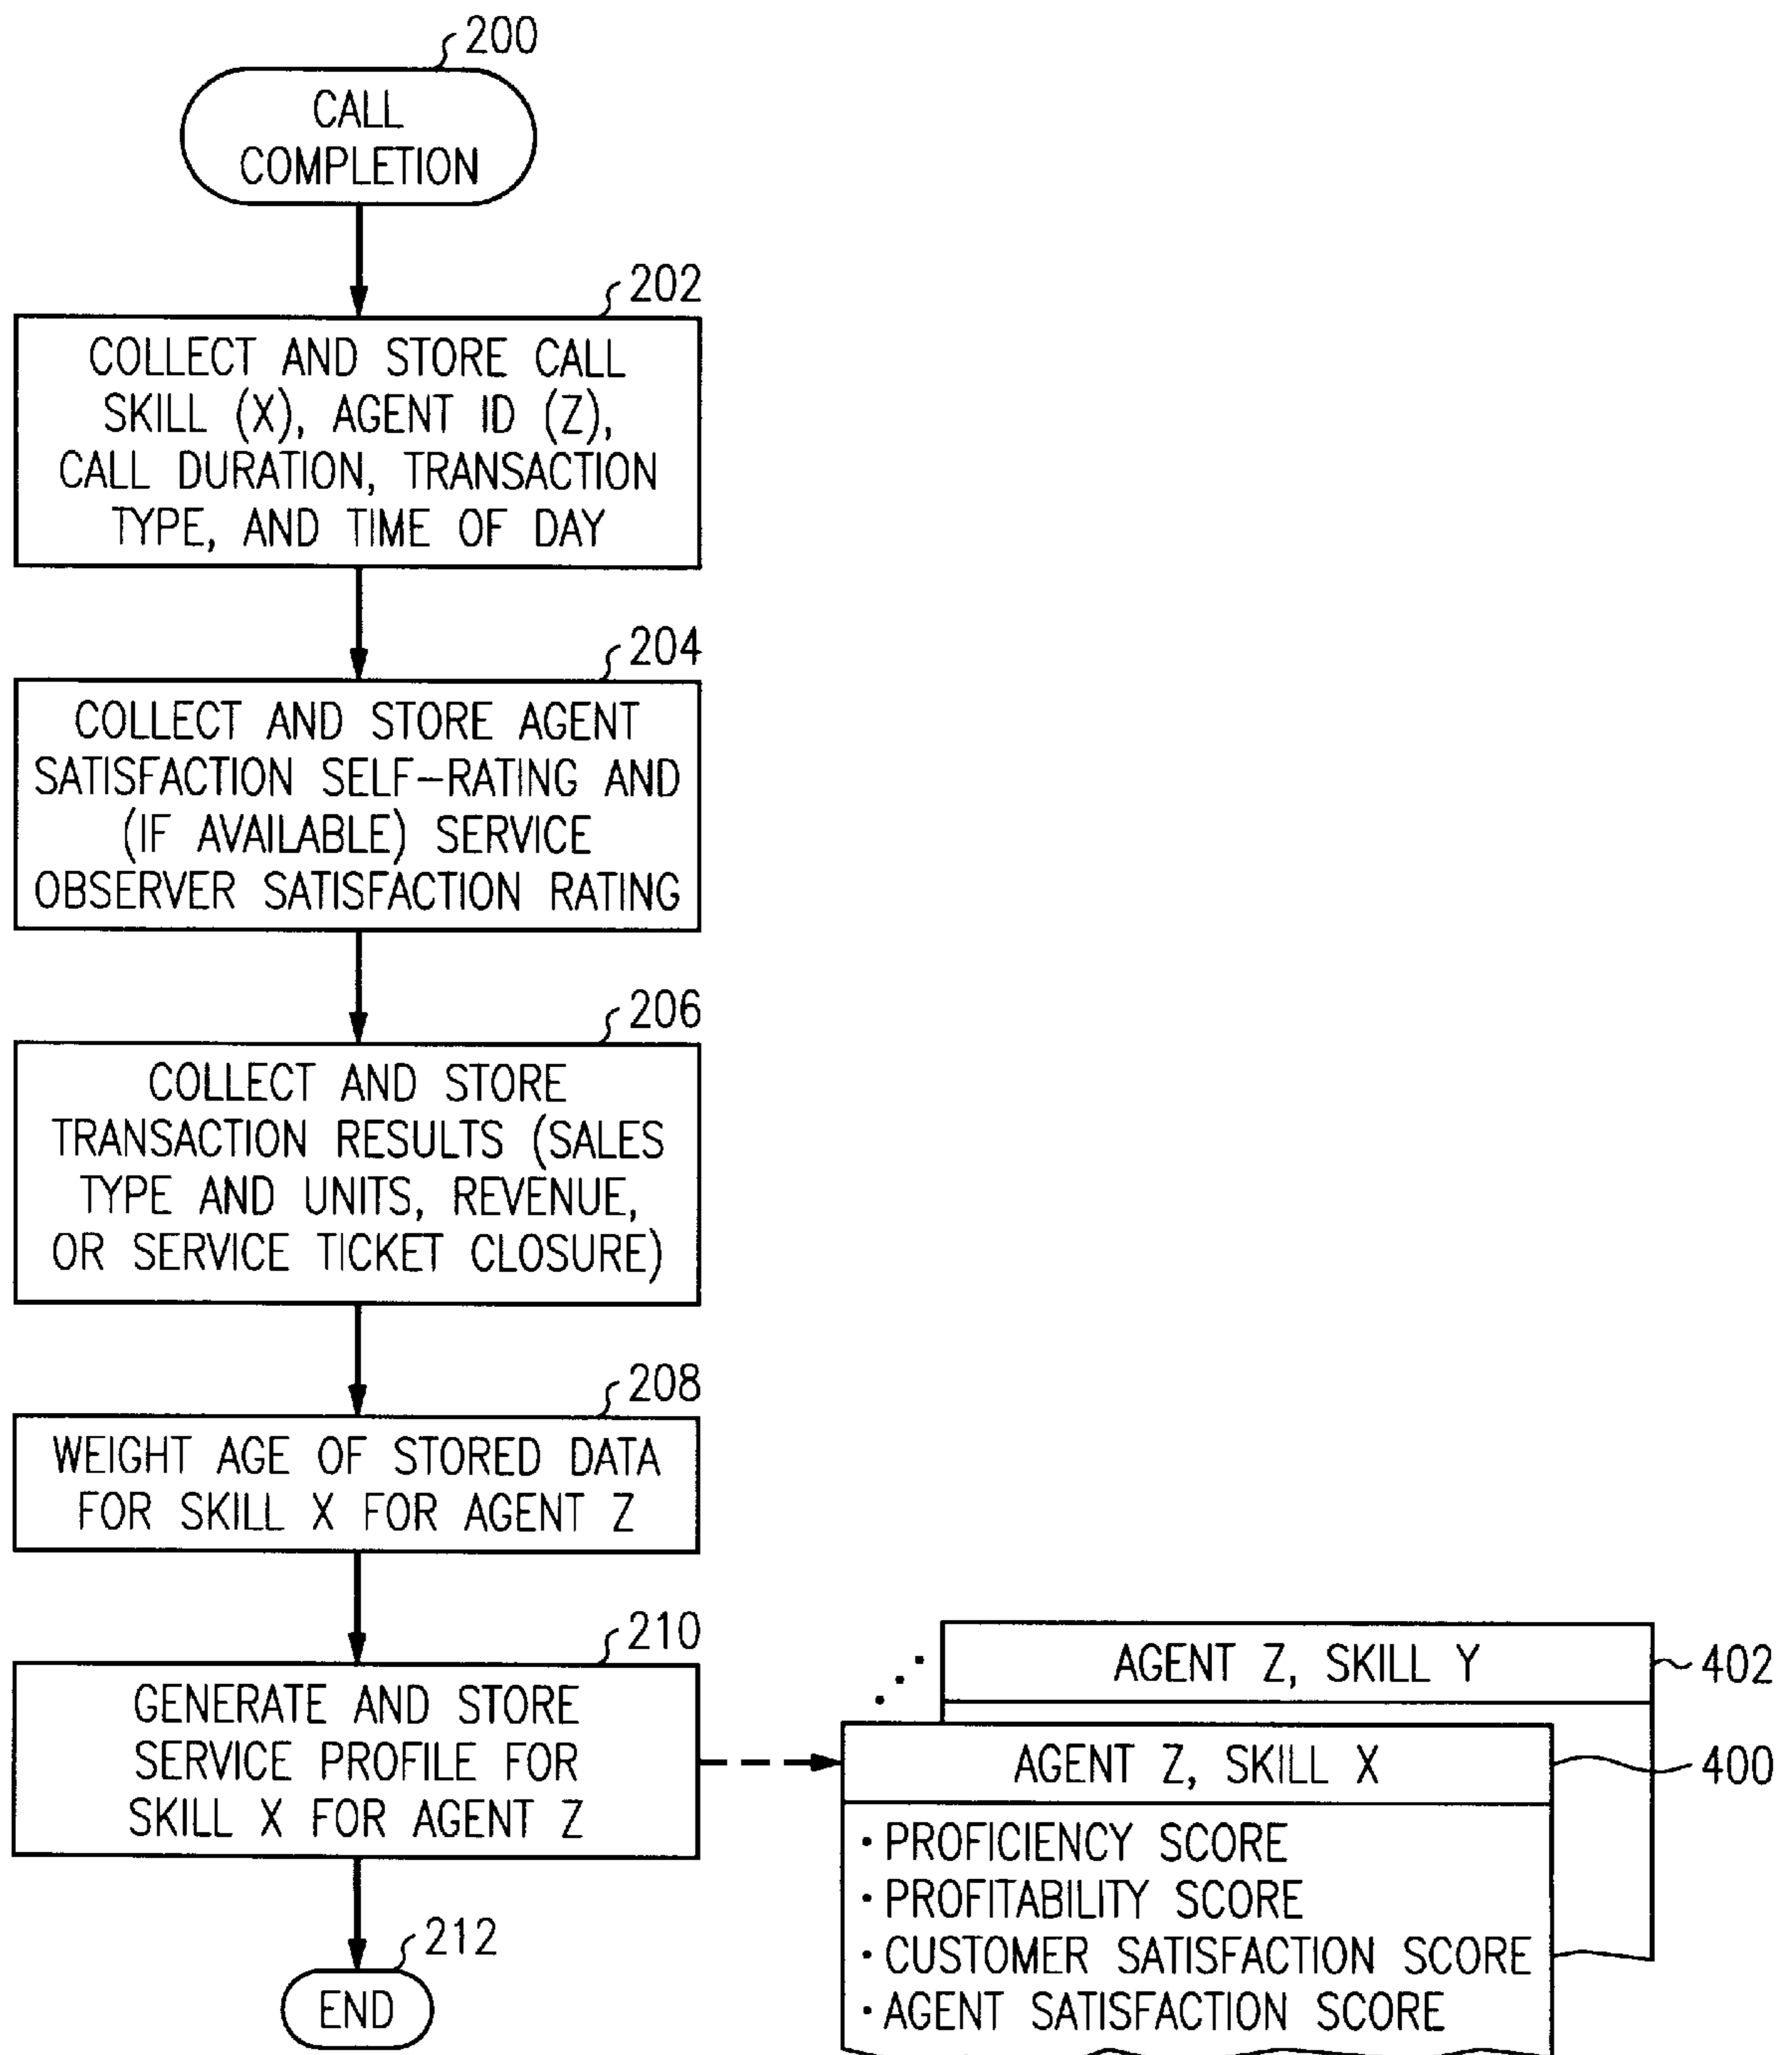 200
CALL
COMPLETION
202
COLLECT AND STORE CALL
SKILL (X), AGENT ID (Z),
CALL DURATION, TRANSACTION
TYPE, AND TIME OF DAY
204
COLLECT AND STORE AGENT
SATISFACTION SELF-RATING AND
(IF AVAILABLE) SERVICE
OBSERVER SATISFACTION RATING
206
COLLECT AND STORE
TRANSACTION RESULTS (SALES
TYPE AND UNITS, REVENUE,
OR SERVICE TICKET CLOSURE)
208
WEIGHT AGE OF STORED DATA
FOR SKILL X FOR AGENT Z
210
GENERATE AND STORE
SERVICE PROFILE FOR
SKILL X FOR AGENT Z
212
END
AGENT Z, SKILL Y
402
AGENT Z, SKILL X
400
• PROFICIENCY SCORE
• PROFITABILITY SCORE
• CUSTOMER SATISFACTION SCORE
• AGENT SATISFACTION SCORE